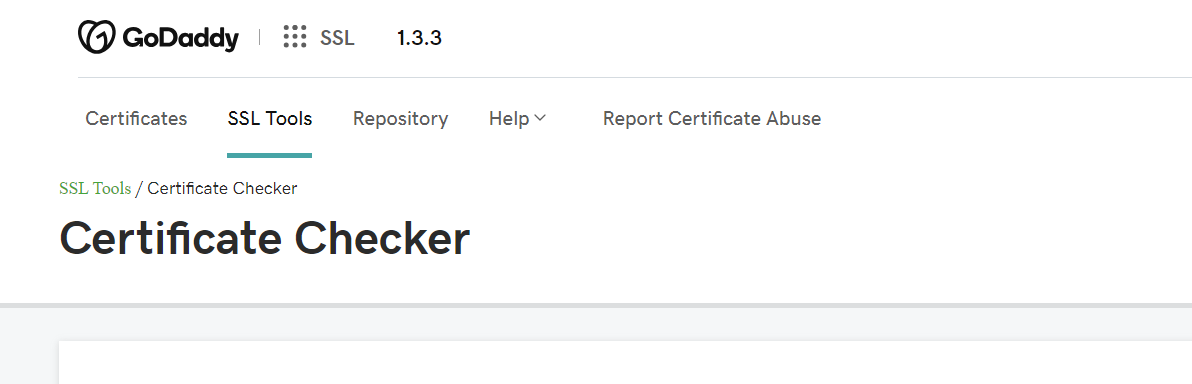 GoDaddy SSL 1.3.3
Certificates SSL Tools Repository Help Report Certificate Abuse
SSL Tools / Certificate Checker
Certificate Checker